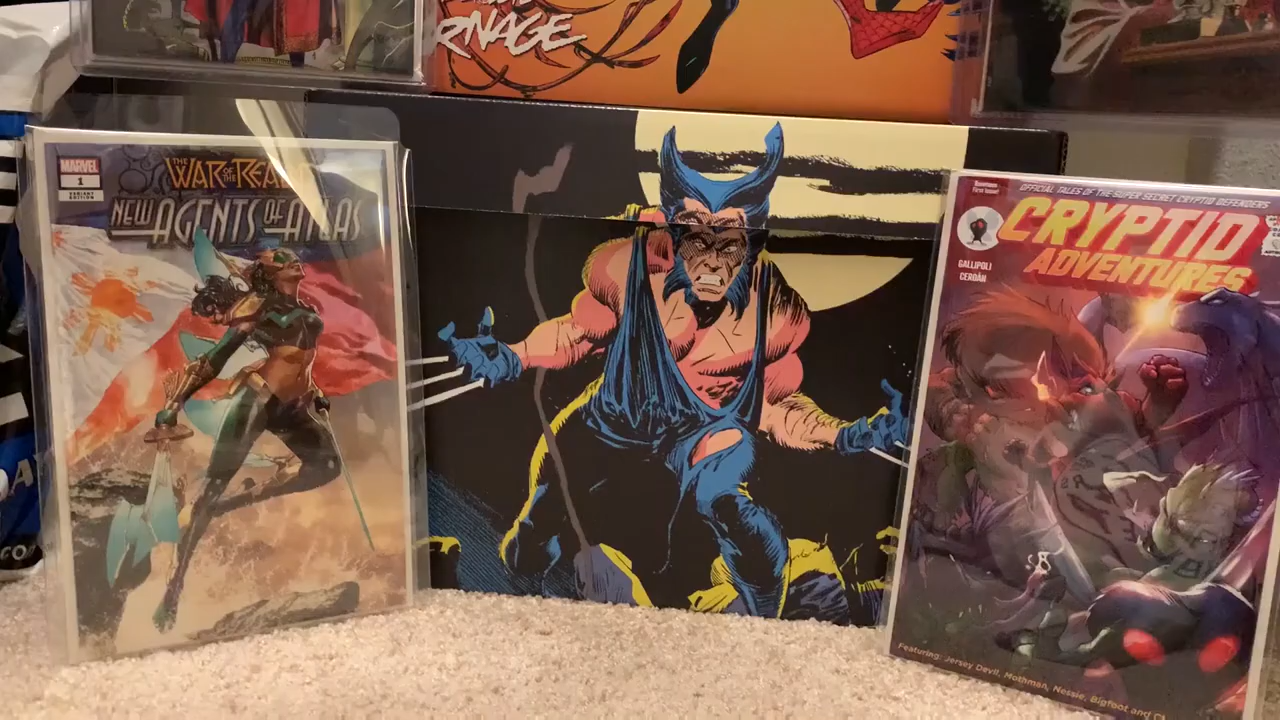 RNAGE
MARVEL
1
VARIANT
EDITION
THE
WAR OF THE REA
NEW AGENTS OF ATLAS
OFFICIAL TALES OF THE SUPER SECRET CRYPTID DEFENDERS
CRYPTID
ADVENTURES
GALLIPOLI
CERDÁN
Featuring: Jersey Devil, Mothman, Nessie, Bigfoot and